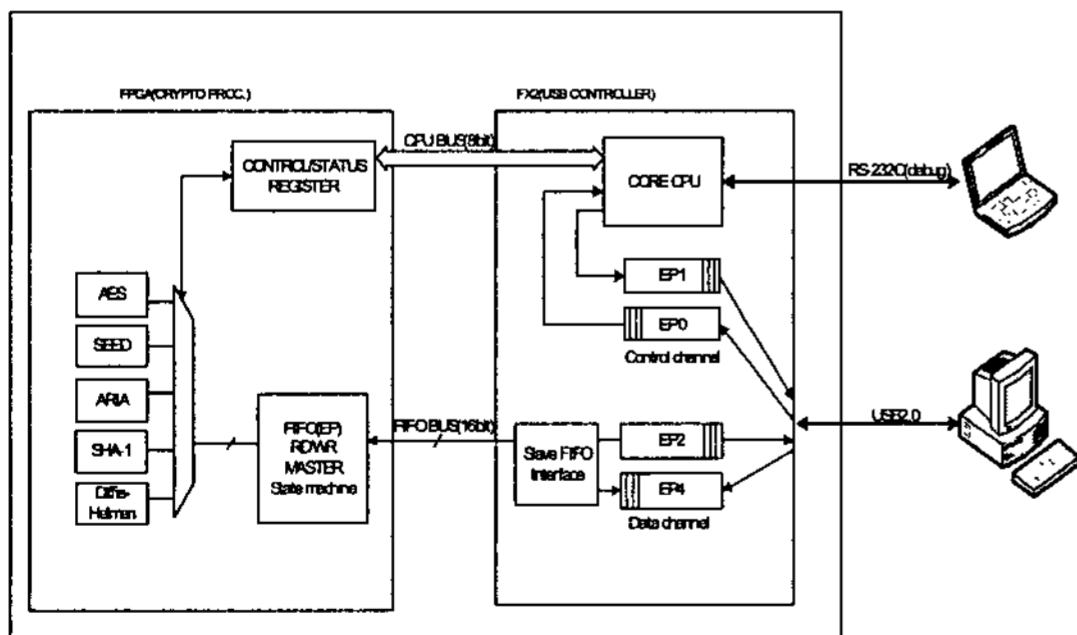 FPGA(CRYPTO PROC.)
FX2(USB CONTROLLER)
CPU BUS(8bit)
CONTROL/STATUS
REGISTER
CORE CPU
RS-232C(debug)
AES
SEED
ARIA
SHA-1
Diffie-
Helman
EP1
EP0
Control channel
FIFO(EP)
RD/WR
MASTER
State machine
FIFO BUS(16bit)
Slave FIFO
Interface
EP2
EP4
Data channel
USB2.0